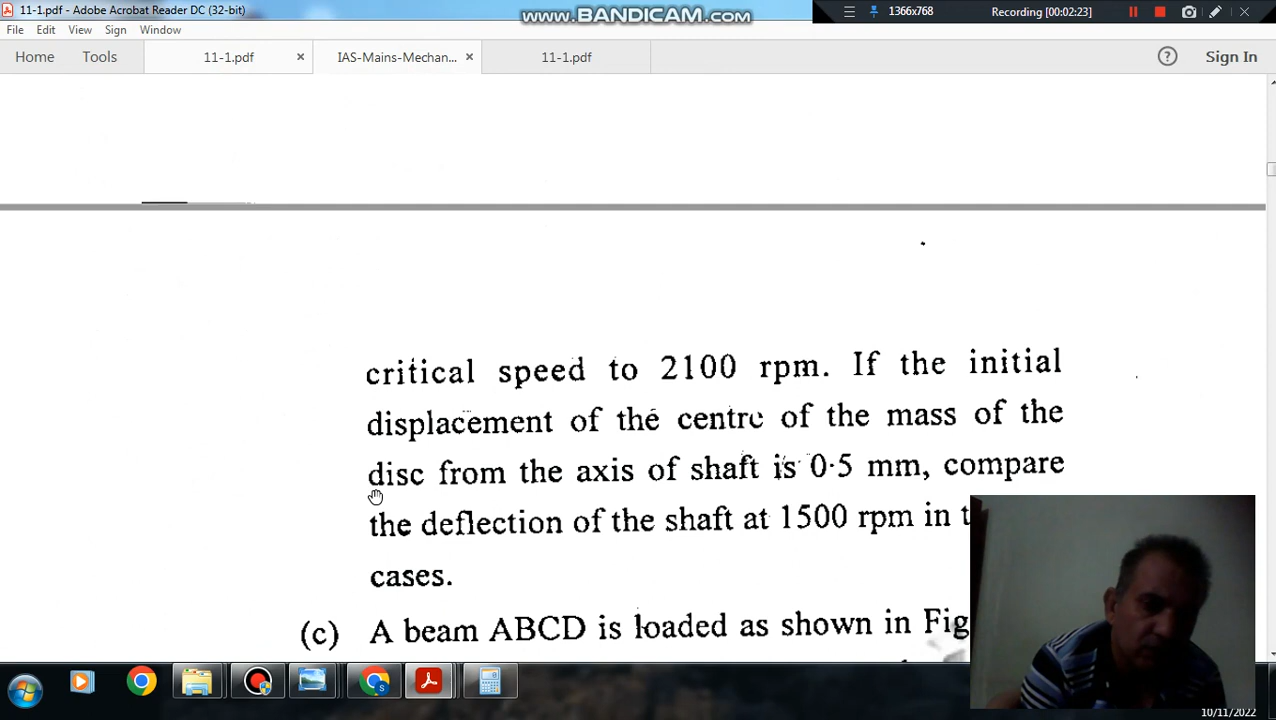 11-1.pdf - Adobe Acrobat Reader DC (32-bit)
www.BANDICAM.com
1366x768
Recording [00:02:23]
File Edit View Sign Window
Home Tools 11-1.pdf IAS-Mains-Mechan... 11-1.pdf Sign In
critical speed to 2100 rpm. If the initial
displacement of the centre of the mass of the
disc from the axis of shaft is 0·5 mm, compare
the deflection of the shaft at 1500 rpm in
cases.
(c) A beam ABCD is loaded as shown in Fig
10/11/2022